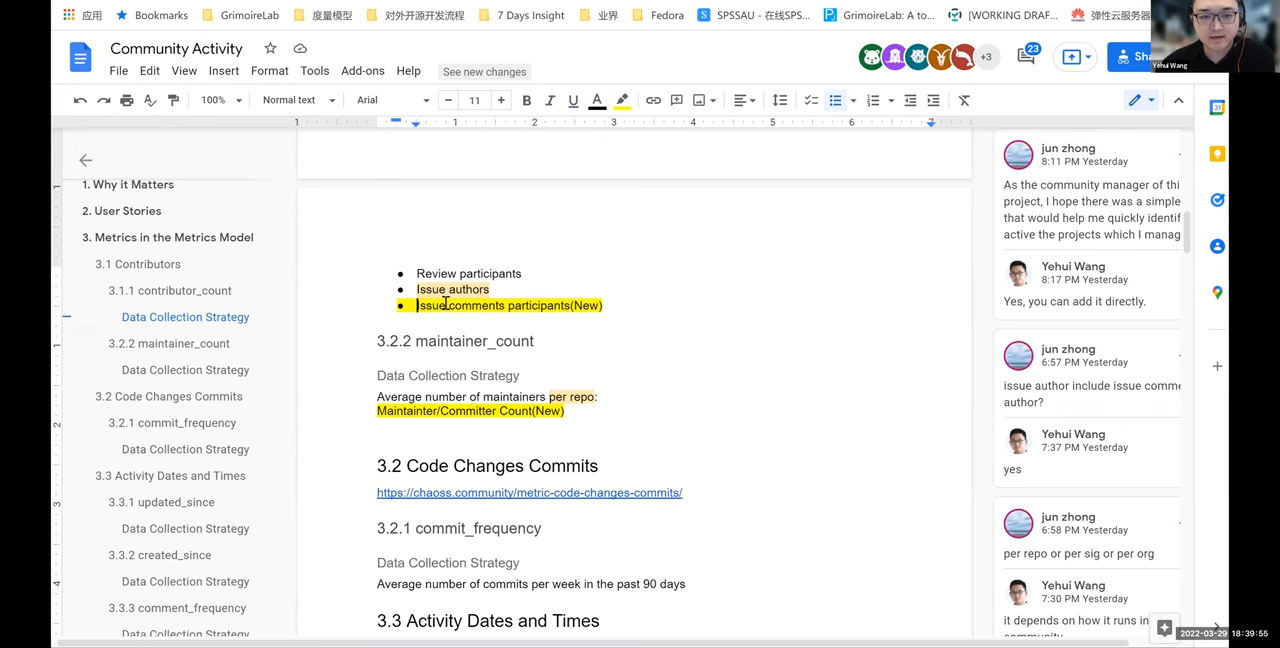 应用
Bookmarks
GrimoireLab
度量模型
对外开源开发流程
7 Days Insight
业界
Fedora
SPSSAU - 在线SPS...
GrimoireLab: A to...
[WORKING DRAF...
弹性云服务器
Yehui Wang
Community Activity
File Edit View Insert Format Tools Add-ons Help See new changes
+3
23
Sha
100% Normal text Arial 11
1 1 2 3 4 5 6 7
1. Why it Matters
2. User Stories
3. Metrics in the Metrics Model
3.1 Contributors
3.1.1 contributor_count
Data Collection Strategy
3.2.2 maintainer_count
Data Collection Strategy
3.2 Code Changes Commits
3.2.1 commit_frequency
Data Collection Strategy
3.3 Activity Dates and Times
3.3.1 updated_since
Data Collection Strategy
3.3.2 created_since
Data Collection Strategy
3.3.3 comment_frequency
Data Collection Strategy
Review participants
Issue authors
Issue comments participants(New)
3.2.2 maintainer_count
Data Collection Strategy
Average number of maintainers per repo:
Maintainter/Committer Count(New)
3.2 Code Changes Commits
https://chaoss.community/metric-code-changes-commits/
3.2.1 commit_frequency
Data Collection Strategy
Average number of commits per week in the past 90 days
3.3 Activity Dates and Times
jun zhong
8:11 PM Yesterday
As the community manager of thi
project, I hope there was a simple
that would help me quickly identif
active the projects which I manag
Yehui Wang
8:17 PM Yesterday
Yes, you can add it directly.
jun zhong
6:57 PM Yesterday
issue author include issue comme
author?
Yehui Wang
7:37 PM Yesterday
yes
jun zhong
6:58 PM Yesterday
per repo or per sig or per org
Yehui Wang
7:30 PM Yesterday
it depends on how it runs in
community
2022-03-29 18:39:55